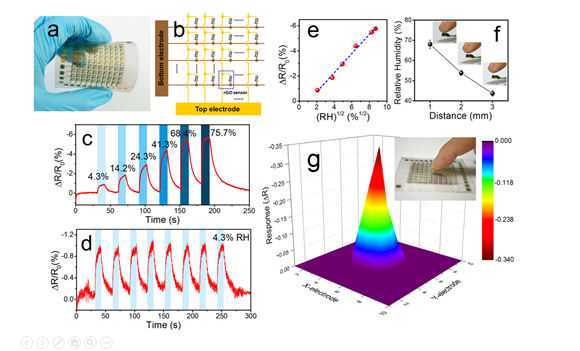 a
b
Bottom electrode
rGO sensor
Top electrode
c
ΔR/R₀(%)
-6
-4
-2
0
4.3%
14.2%
24.3%
41.3%
68.4%
75.7%
0 50 100 150 200 250
Time (s)
d
4.3% RH
ΔR/R₀(%)
-1.2
-0.8
-0.4
0.0
0 50 100 150 200 250 300
Time (s)
e
ΔR/R₀ (%)
-6
-4
-2
0
0 2 4 6 8 10
(RH)¹ᐟ² (%¹ᐟ²)
f
Relative Humidity (%)
80
70
60
50
40
1 2 3
Distance (mm)
g
Response (ΔR)
-0.35
-0.30
-0.25
-0.20
-0.15
-0.10
-0.05
0.00
X-electrode
Y-electrode
0.000
-0.118
-0.238
-0.340